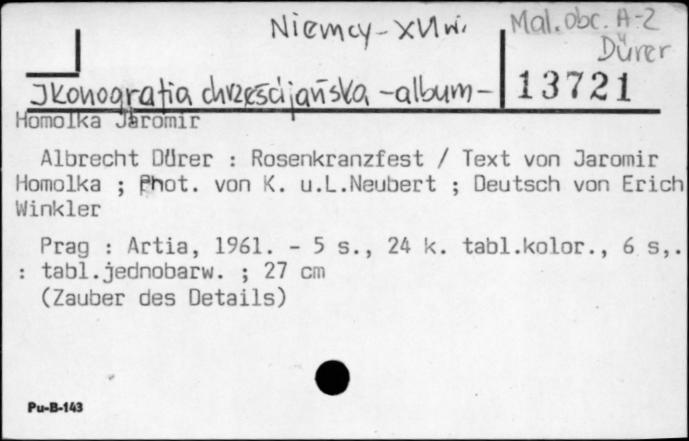 Niemcy - XVI w.
Mal. obc. A-Z
Dürer
Ikonografia chrześcijańska - album -
13721
Homolka Jaromir
Albrecht Dürer : Rosenkranzfest / Text von Jaromir
Homolka ; Phot. von K. u.L.Neubert ; Deutsch von Erich
Winkler
Prag : Artia, 1961. - 5 s., 24 k. tabl.kolor., 6 s,.
: tabl.jednobarw. ; 27 cm
(Zauber des Details)
Pu-B-143